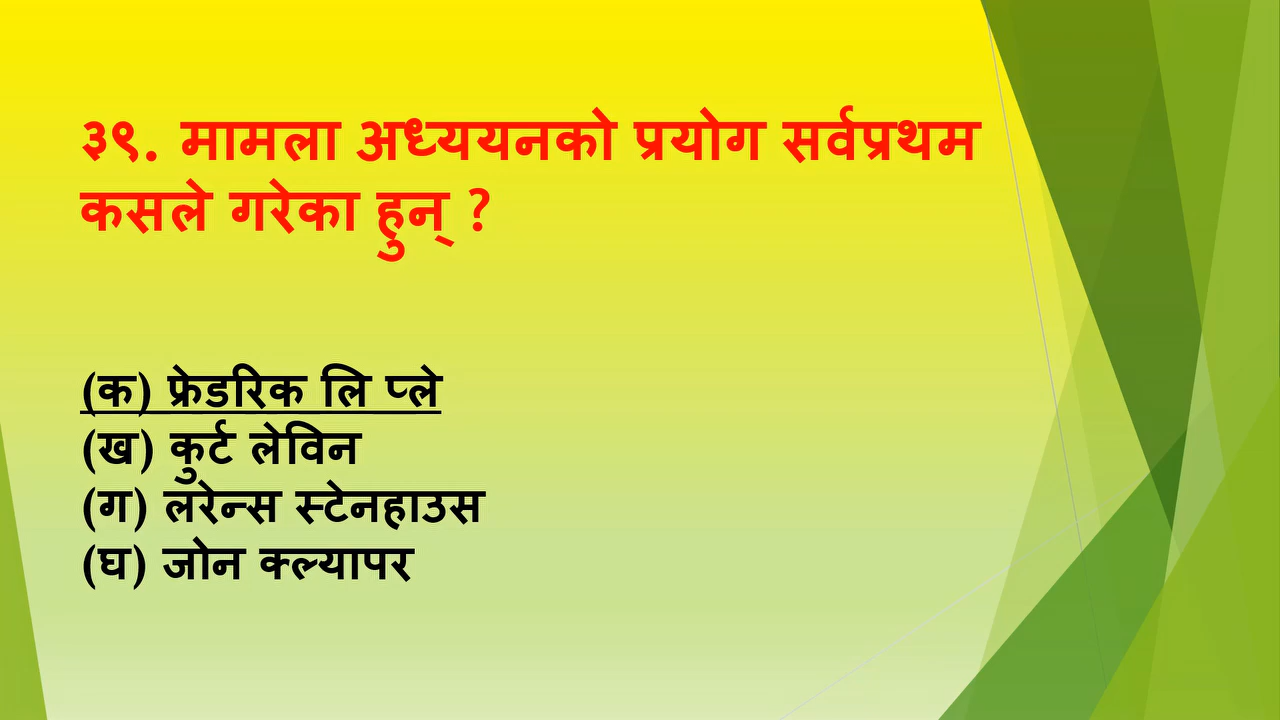 ३९. मामला अध्ययनको प्रयोग सर्वप्रथम
कसले गरेका हुन् ?
(क) फ्रेडरिक लि प्ले
(ख) कुर्ट लेविन
(ग) लरेन्स स्टेनहाउस
(घ) जोन क्ल्यापर